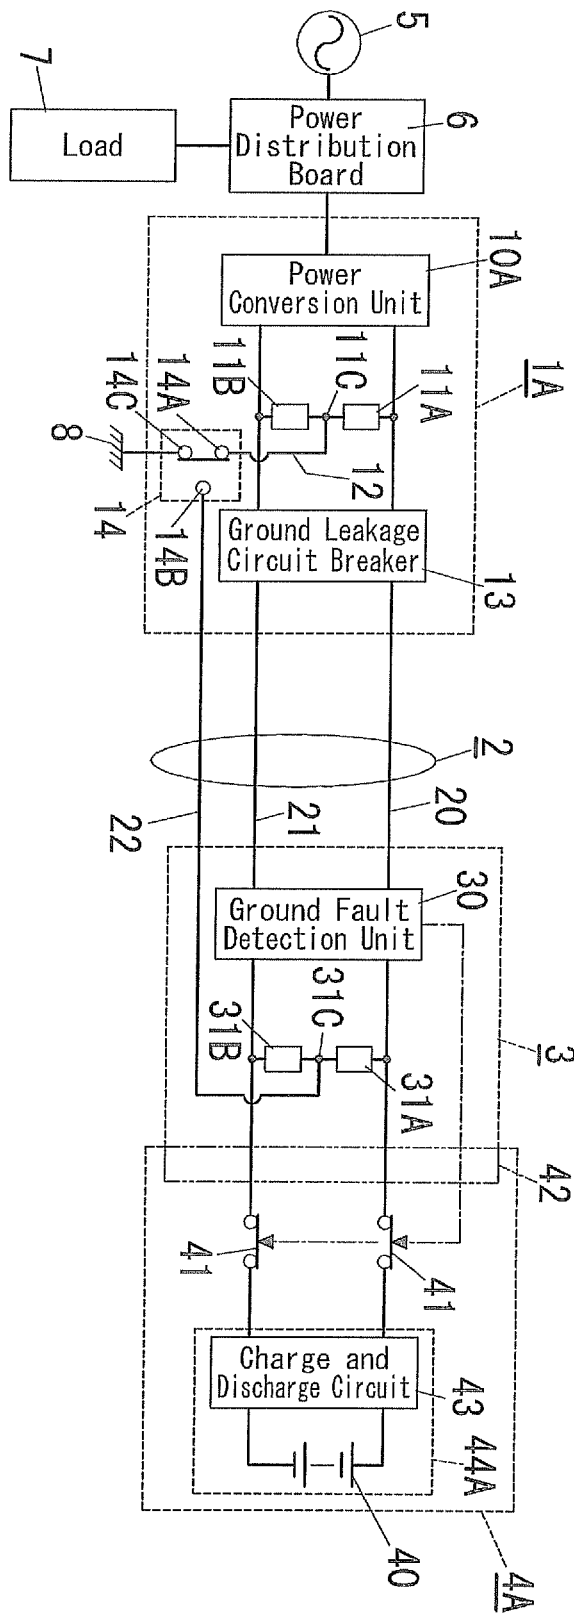 5
7
6
Power
Distribution
Board
Load
10A
Power
Conversion Unit
1A
11B
11C
11A
14C
14A
8
12
14
14B
Ground Leakage
Circuit Breaker
13
2
22
21
20
30
Ground Fault
Detection Unit
31B
31C
31A
3
42
41
41
Charge and
Discharge Circuit
43
44A
40
4A